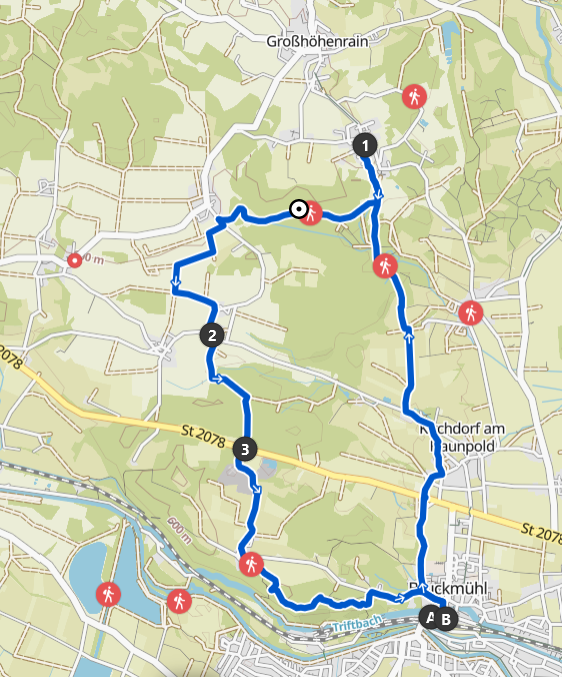 Großhöhenrain
1
0 m
2
2078
Kirchdorf am
Haunpold
St 2078
3
St 2078
600 m
Bruckmühl
A B
Triftbach